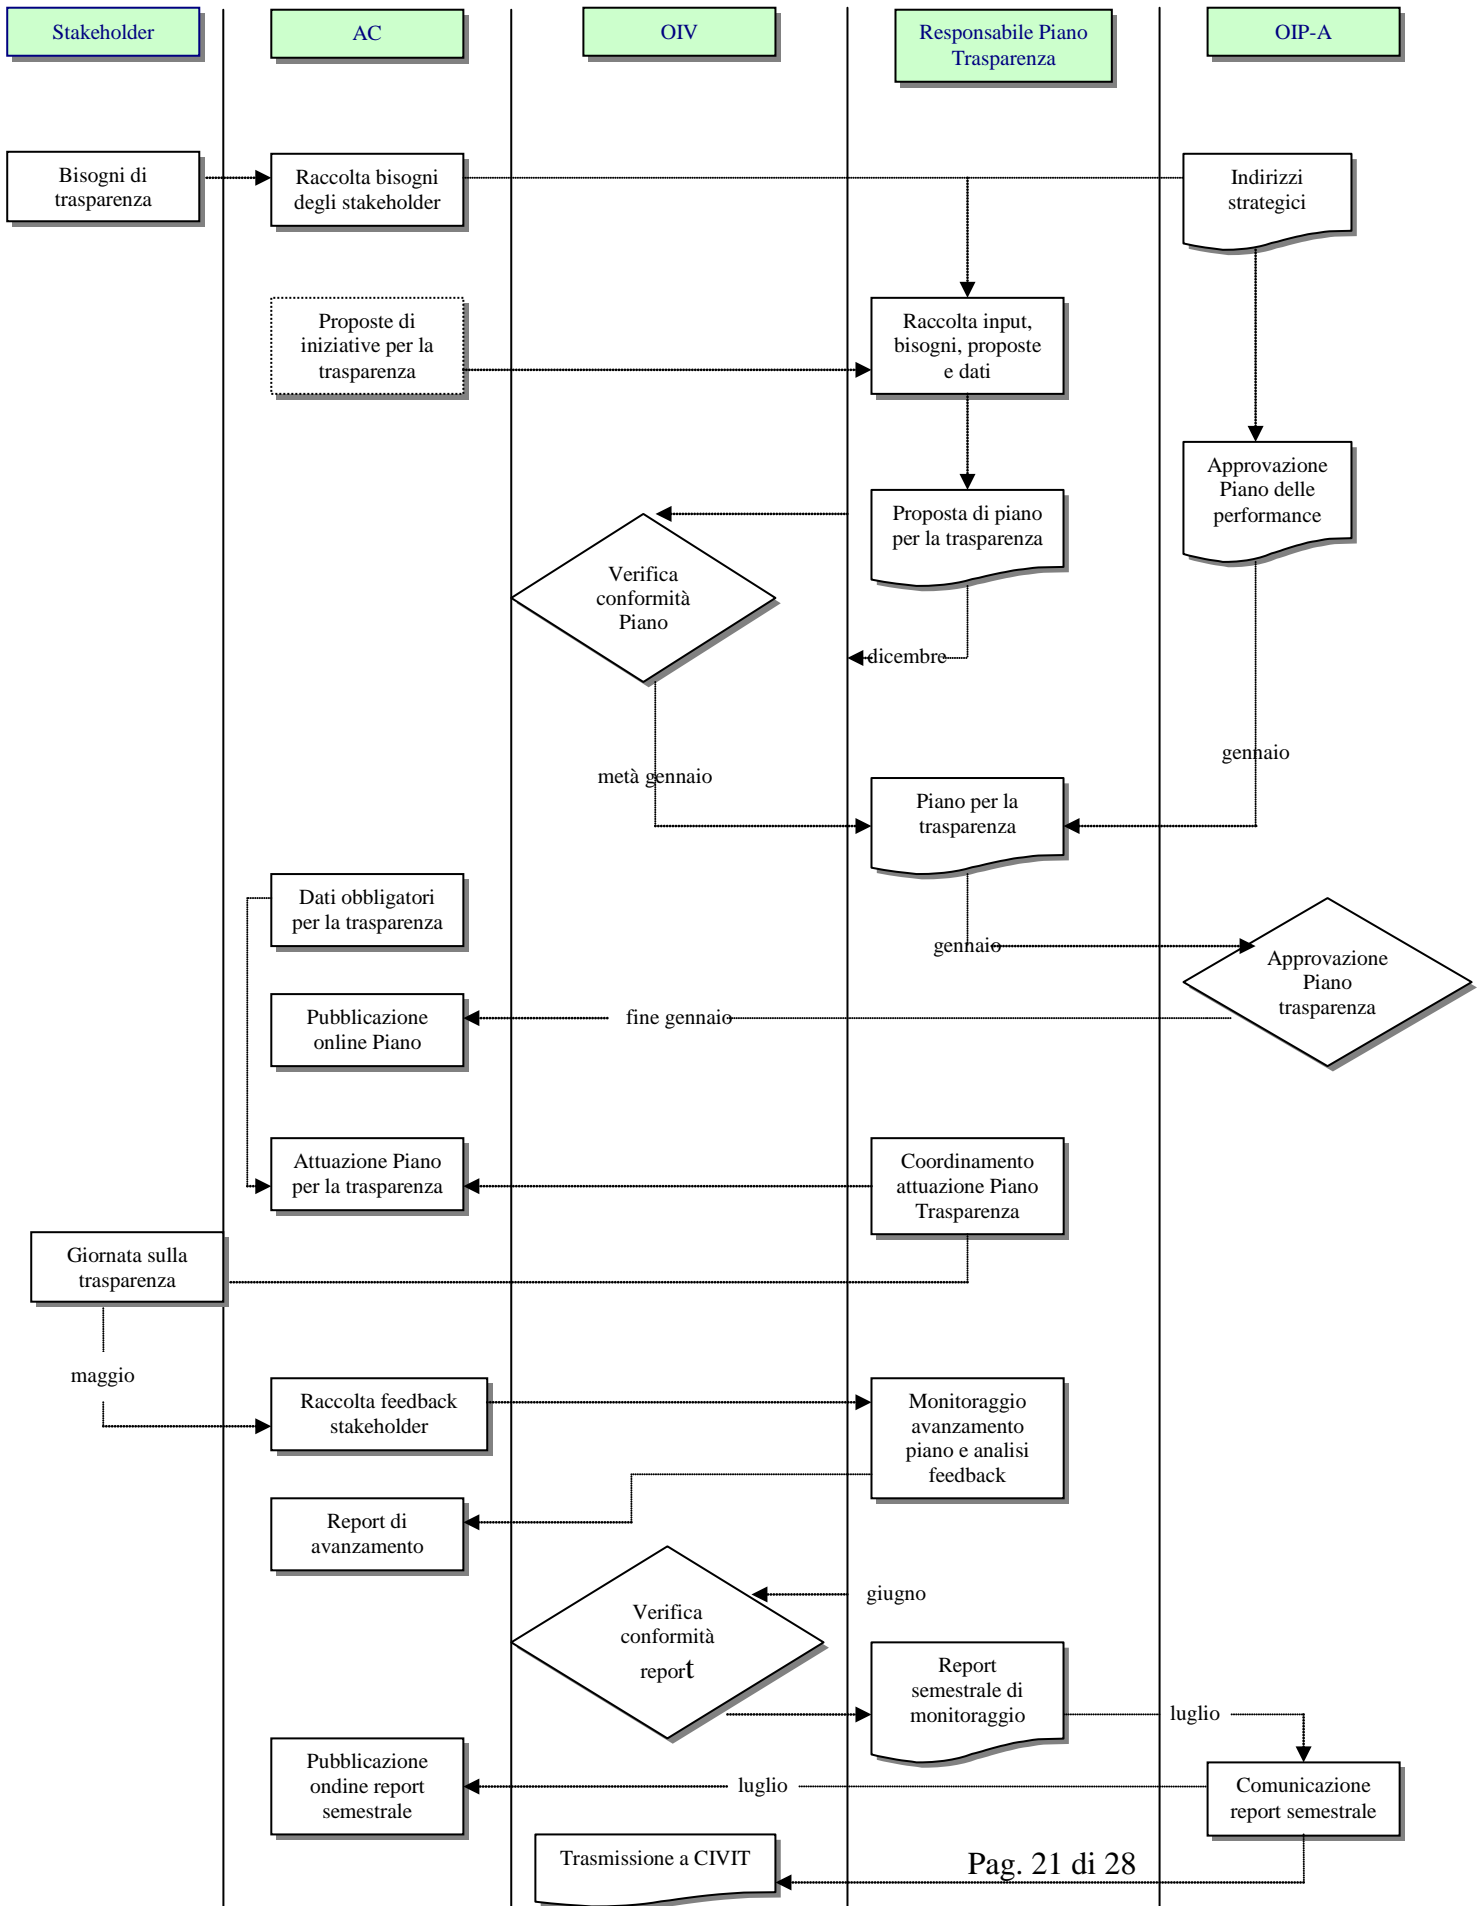 Stakeholder
AC
OIV
Responsabile Piano
Trasparenza
OIP-A
Bisogni di
trasparenza
Raccolta bisogni
degli stakeholder
Indirizzi
strategici
Proposte di
iniziative per la
trasparenza
Raccolta input,
bisogni, proposte
e dati
Approvazione
Piano delle
performance
Proposta di piano
per la trasparenza
Verifica
conformità
Piano
dicembre
gennaio
metà gennaio
Piano per la
trasparenza
Dati obbligatori
per la trasparenza
gennaio
Approvazione
Piano
trasparenza
Pubblicazione
online Piano
fine gennaio
Attuazione Piano
per la trasparenza
Coordinamento
attuazione Piano
Trasparenza
Giornata sulla
trasparenza
maggio
Raccolta feedback
stakeholder
Monitoraggio
avanzamento
piano e analisi
feedback
Report di
avanzamento
giugno
Verifica
conformità
report
Report
semestrale di
monitoraggio
luglio
Pubblicazione
ondine report
semestrale
luglio
Comunicazione
report semestrale
Trasmissione a CIVIT
Pag. 21 di 28